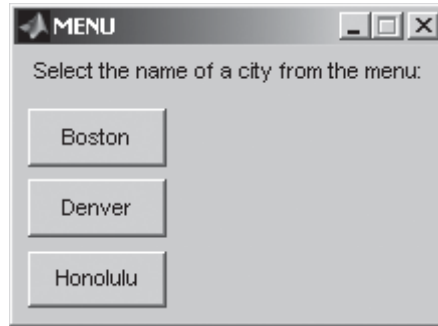 MENU
Select the name of a city from the menu:
Boston
Denver
Honolulu